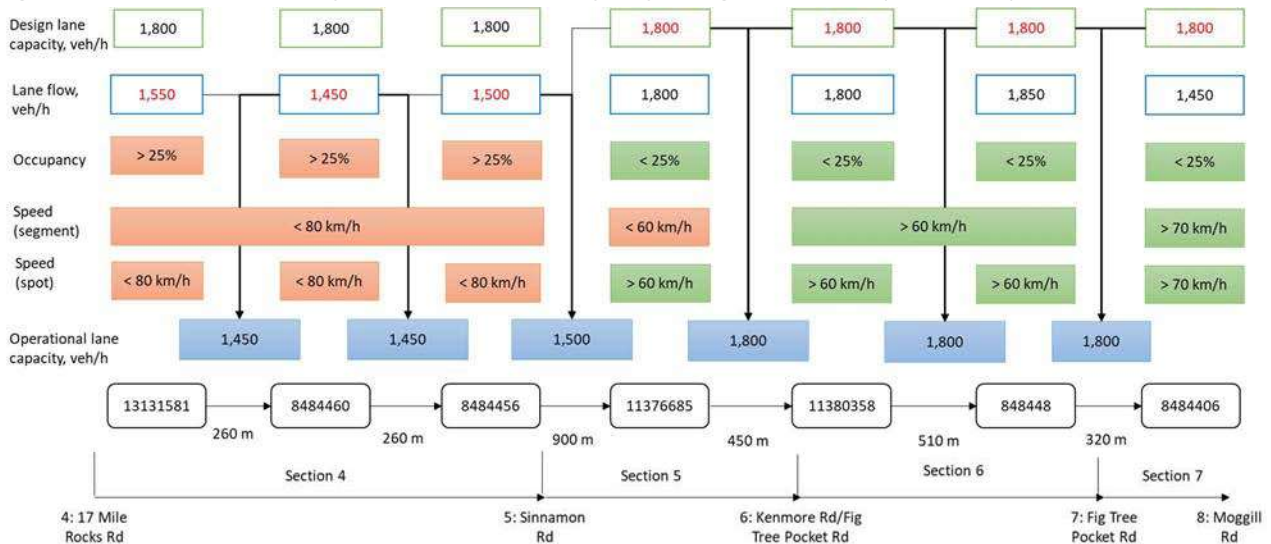 Design lane
capacity, veh/h
1,800
1,800
1,800
1,800
1,800
1,800
1,800
Lane flow,
veh/h
1,550
1,450
1,500
1,800
1,800
1,850
1,450
Occupancy
> 25%
> 25%
> 25%
< 25%
< 25%
< 25%
< 25%
Speed
(segment)
< 80 km/h
< 60 km/h
> 60 km/h
> 70 km/h
Speed
(spot)
< 80 km/h
< 80 km/h
< 80 km/h
> 60 km/h
> 60 km/h
> 60 km/h
> 70 km/h
Operational lane
capacity, veh/h
1,450
1,450
1,500
1,800
1,800
1,800
13131581
8484460
8484456
11376685
11380358
848448
8484406
260 m
260 m
900 m
450 m
510 m
320 m
Section 4
Section 5
Section 6
Section 7
4: 17 Mile
Rocks Rd
5: Sinnamon
Rd
6: Kenmore Rd/Fig
Tree Pocket Rd
7: Fig Tree
Pocket Rd
8: Moggill
Rd